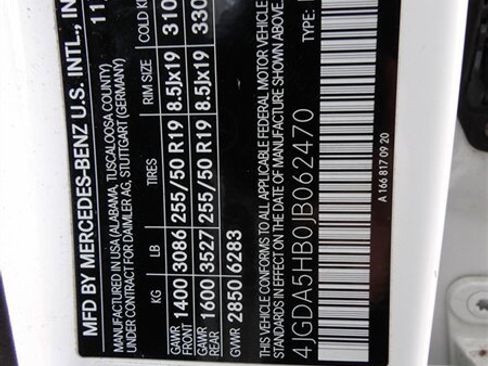 MFD BY MERCEDES-BENZ U.S. INTL., IN
11
MANUFACTURED IN USA (ALABAMA, TUSCALOOSA COUNTY)
UNDER CONTRACT FOR DAIMLER AG, STUTTGART (GERMANY)
KG LB TIRES RIM SIZE COLD
GAWR FRONT 1400 3086 255/50 R19 8.5Jx19 310
GAWR REAR 1600 3527 255/50 R19 8.5Jx19 330
GVWR 2850 6283
THIS VEHICLE CONFORMS TO ALL APPLICABLE FEDERAL MOTOR VEHICLE
IN EFFECT ON THE DATE OF MANUFACTURE SHOWN ABOVE.
4JGDA5HB0JB062470 TYPE:
A 166 817 09 20